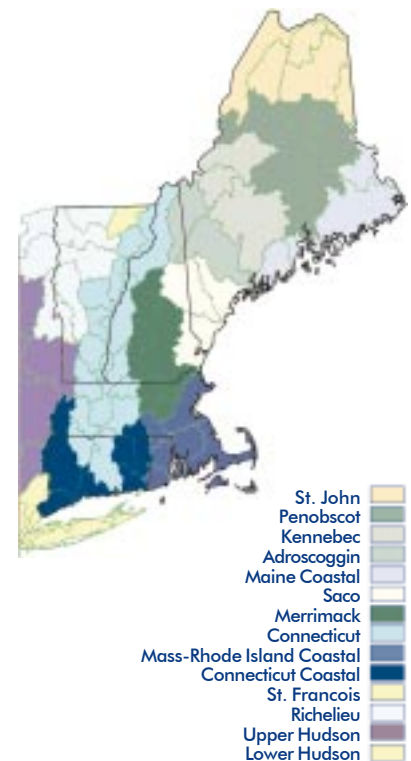 St. John
Penobscot
Kennebec
Adroscoggin
Maine Coastal
Saco
Merrimack
Connecticut
Mass-Rhode Island Coastal
Connecticut Coastal
St. Francois
Richelieu
Upper Hudson
Lower Hudson